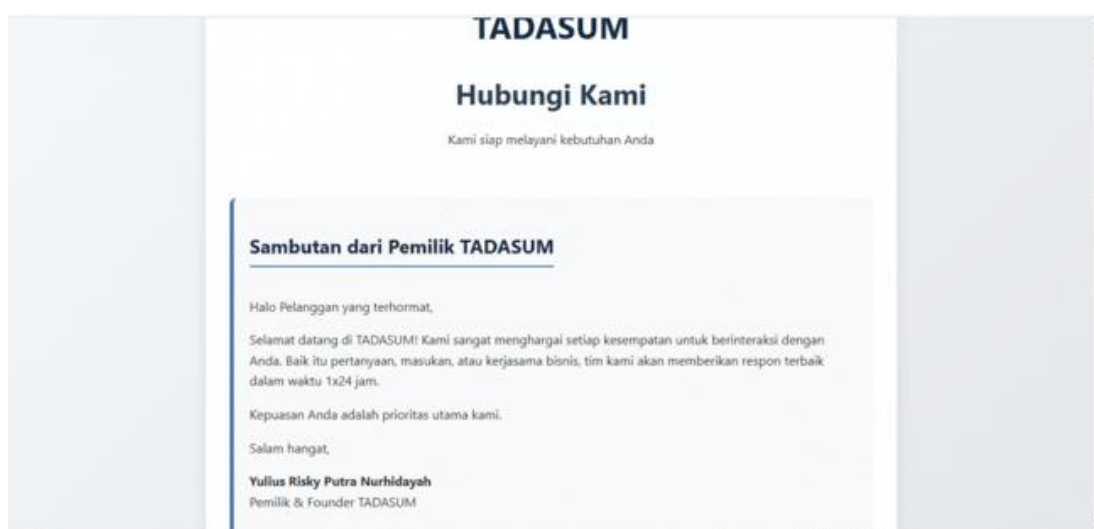 TADASUM
Hubungi Kami
Kami siap melayani kebutuhan Anda
Sambutan dari Pemilik TADASUM
Halo Pelanggan yang terhormat,
Selamat datang di TADASUM! Kami sangat menghargai setiap kesempatan untuk berinteraksi dengan
Anda. Baik itu pertanyaan, masukan, atau kerjasama bisnis, tim kami akan memberikan respon terbaik
dalam waktu 1x24 jam.
Kepuasan Anda adalah prioritas utama kami.
Salam hangat,
Yulius Risky Putra Nurhidayah
Pemilik & Founder TADASUM